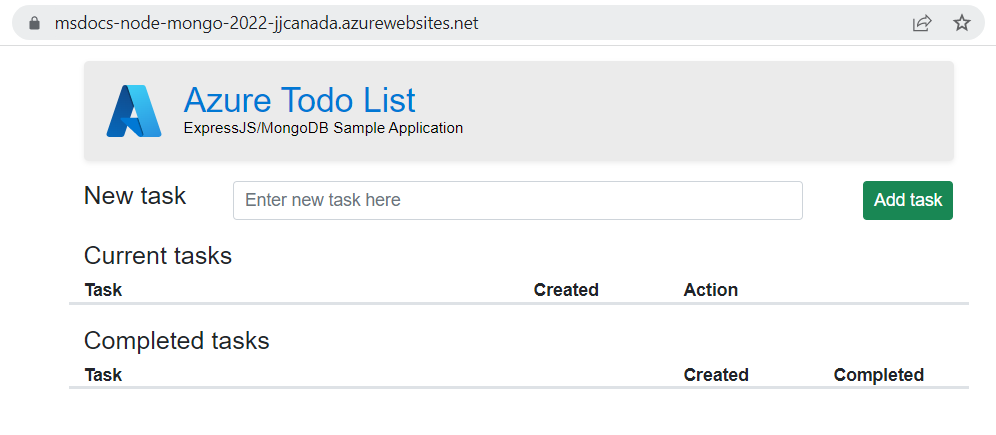 msdocs-node-mongo-2022-jjcanada.azurewebsites.net
Azure Todo List
ExpressJS/MongoDB Sample Application
New task Enter new task here Add task
Current tasks
Task Created Action
Completed tasks
Task Created Completed